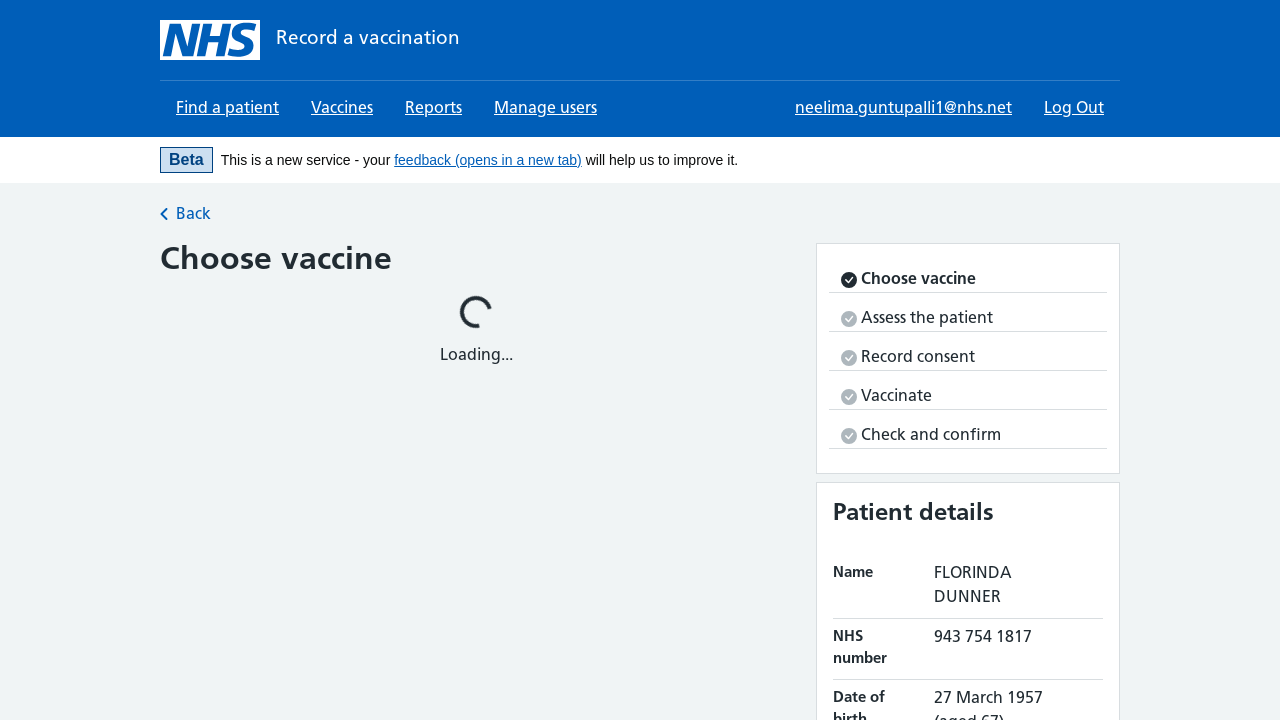 NHS Record a vaccination
Find a patient Vaccines Reports Manage users neelima.guntupalli1@nhs.net Log Out
Beta This is a new service - your feedback (opens in a new tab) will help us to improve it.
Back
Choose vaccine
Loading...
Choose vaccine
Assess the patient
Record consent
Vaccinate
Check and confirm
Patient details
Name FLORINDA
DUNNER
NHS 943 754 1817
number
Date of 27 March 1957
birth (aged 67)